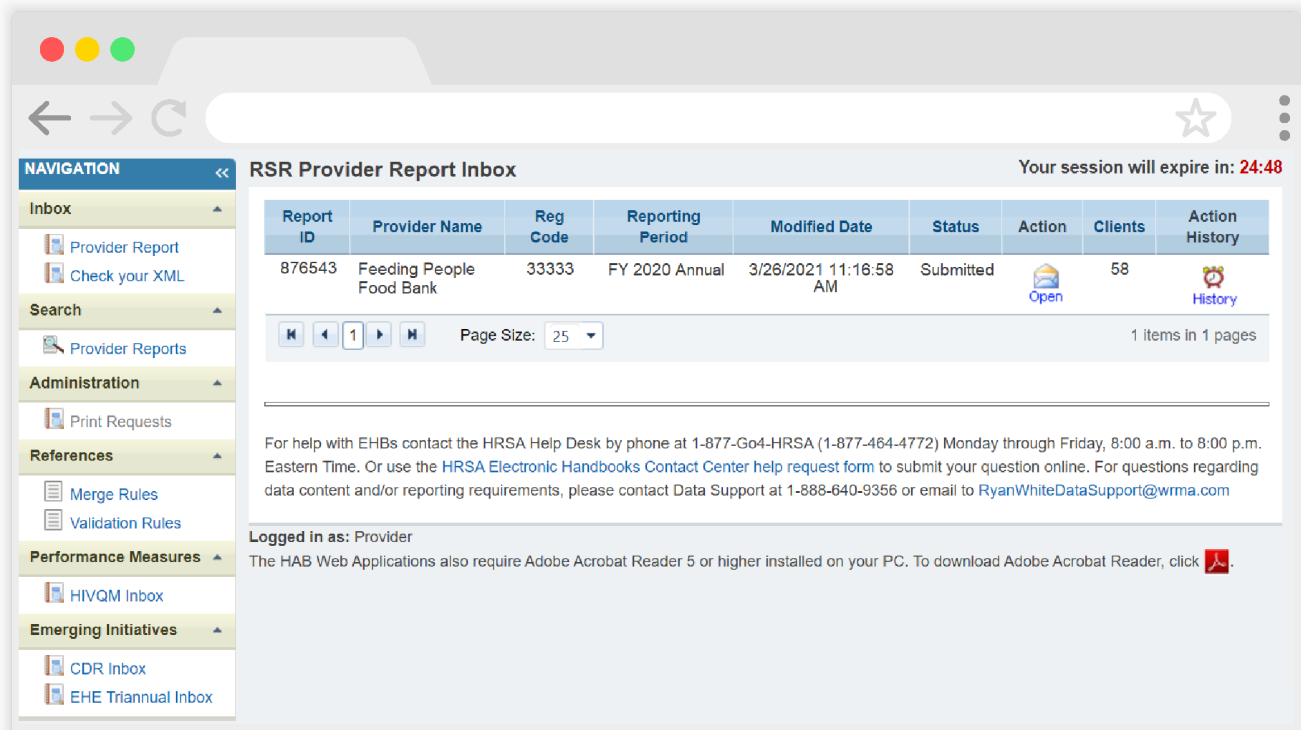 NAVIGATION «
Inbox
Provider Report
Check your XML
Search
Provider Reports
Administration
Print Requests
References
Merge Rules
Validation Rules
Performance Measures
HIVQM Inbox
Emerging Initiatives
CDR Inbox
EHE Triannual Inbox
RSR Provider Report Inbox
Your session will expire in: 24:48
Report ID Provider Name Reg Code Reporting Period Modified Date Status Action Clients Action History
876543 Feeding People Food Bank 33333 FY 2020 Annual 3/26/2021 11:16:58 AM Submitted Open 58 History
1 Page Size: 25 1 items in 1 pages
For help with EHBs contact the HRSA Help Desk by phone at 1-877-Go4-HRSA (1-877-464-4772) Monday through Friday, 8:00 a.m. to 8:00 p.m.
Eastern Time. Or use the HRSA Electronic Handbooks Contact Center help request form to submit your question online. For questions regarding
data content and/or reporting requirements, please contact Data Support at 1-888-640-9356 or email to RyanWhiteDataSupport@wrma.com
Logged in as: Provider
The HAB Web Applications also require Adobe Acrobat Reader 5 or higher installed on your PC. To download Adobe Acrobat Reader, click .